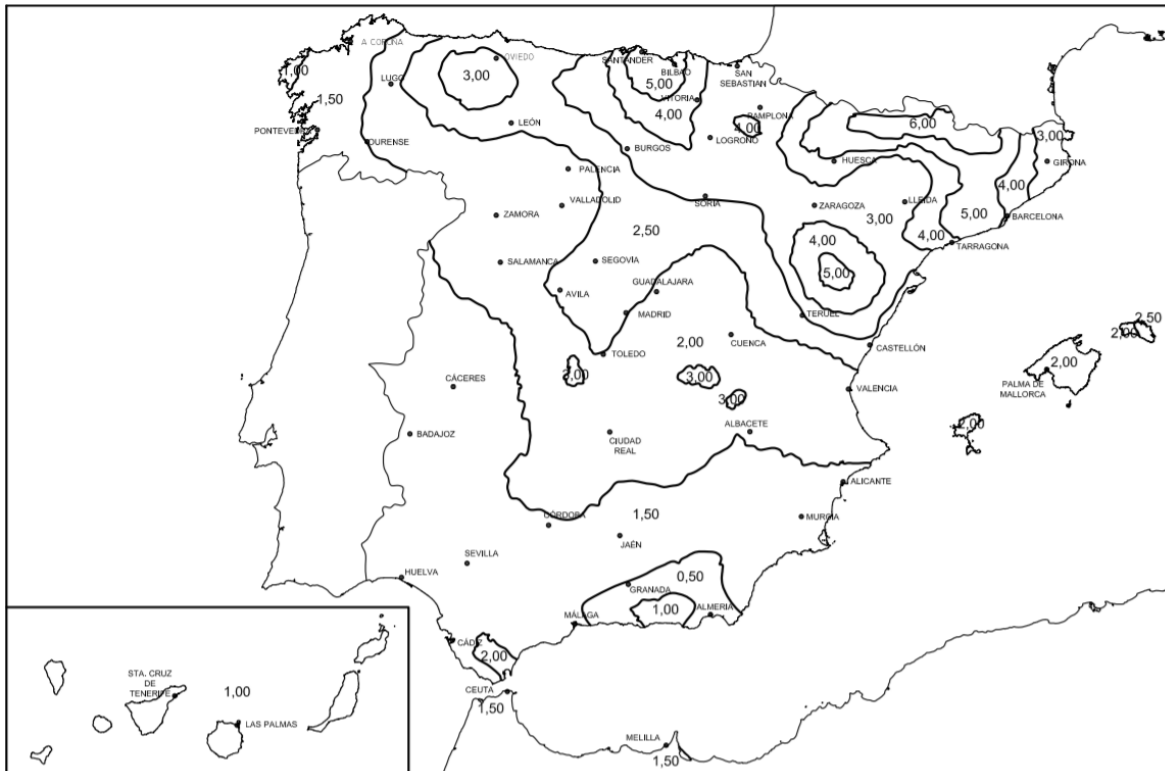 A CORUÑA
OVIEDO
SANTANDER
BILBAO
SAN
SEBASTIAN
1,00
LUGO
3,00
5,00
1,50
VITORIA
4,00
PAMPLONA
4,00
6,00
LEÓN
PONTEVEDRA
LOGROÑO
3,00
OURENSE
BURGOS
HUESCA
GIRONA
PALENCIA
4,00
VALLADOLID
SORIA
ZARAGOZA
LLEIDA
ZAMORA
3,00
5,00
BARCELONA
2,50
4,00
4,00
TARRAGONA
SALAMANCA
SEGOVÍA
5,00
GUADALAJARA
AVILA
MADRID
TERUEL
2,50
2,00
2,00
CUENCA
CASTELLÓN
TOLEDO
2,00
3,00
3,00
CÁCERES
PALMA DE
MALLORCA
VALENCIA
3,00
2,00
BADAJOZ
ALBACETE
CIUDAD
REAL
ALICANTE
CÓRDOBA
1,50
MURCIA
JAÉN
SEVILLA
HUELVA
0,50
GRANADA
1,00
ALMERIA
MÁLAGA
CÁDIZ
2,00
STA. CRUZ
DE
TENERIFE
1,00
CEUTA
1,50
LAS PALMAS
MELILLA
1,50